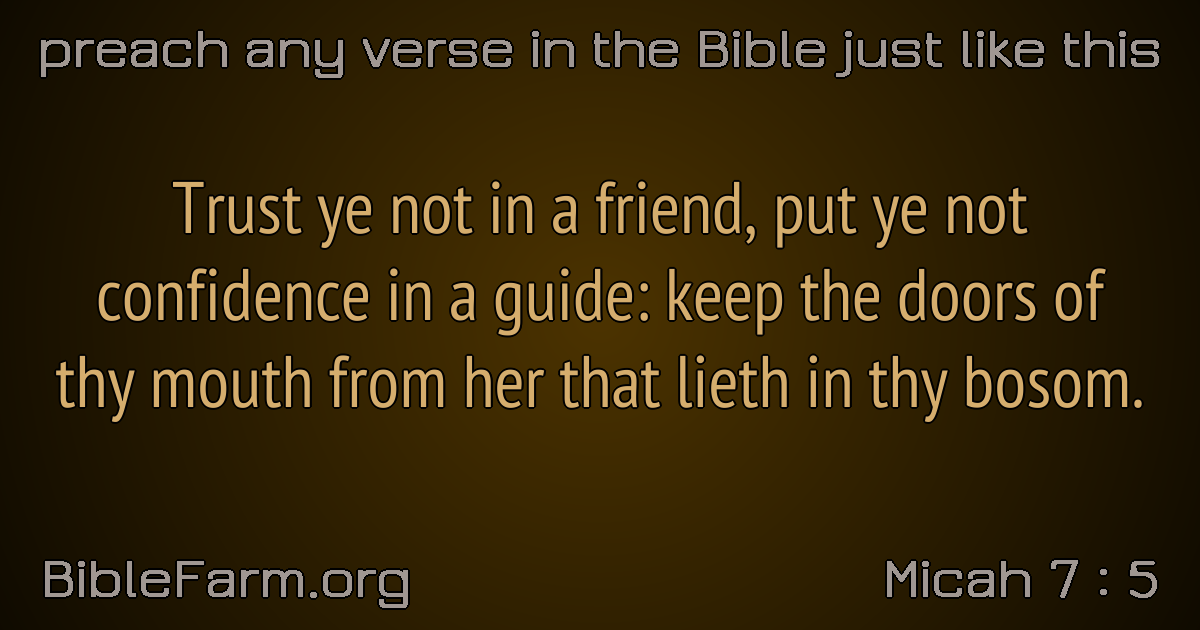 preach any verse in the Bible just like this
Trust ye not in a friend, put ye not
confidence in a guide: keep the doors of
thy mouth from her that lieth in thy bosom.
BibleFarm.org
Micah 7 : 5